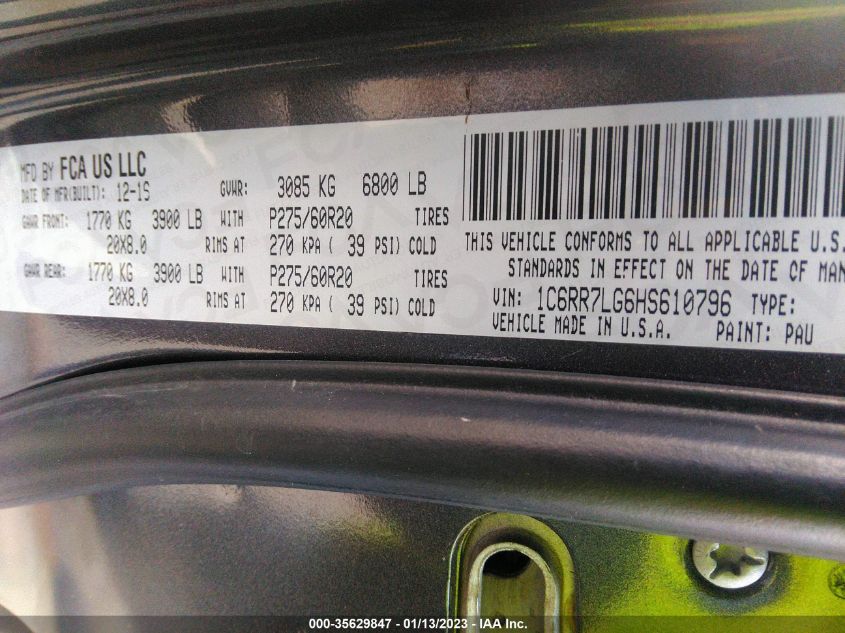 MFD BY FCA US LLC
DATE OF MFR(BUILT): 12-16 GVWR: 3085 KG 6800 LB
GAWR FRONT: 1770 KG 3900 LB WITH P275/60R20 TIRES
20X8.0 RIMS AT 270 KPA ( 39 PSI) COLD
GAWR REAR: 1770 KG 3900 LB WITH P275/60R20 TIRES
20X8.0 RIMS AT 270 KPA ( 39 PSI) COLD
THIS VEHICLE CONFORMS TO ALL APPLICABLE U.S.
STANDARDS IN EFFECT ON THE DATE OF MAN
VIN: 1C6RR7LG6HS610796 TYPE:
VEHICLE MADE IN U.S.A. PAINT: PAU
000-35629847 - 01/13/2023 - IAA Inc.